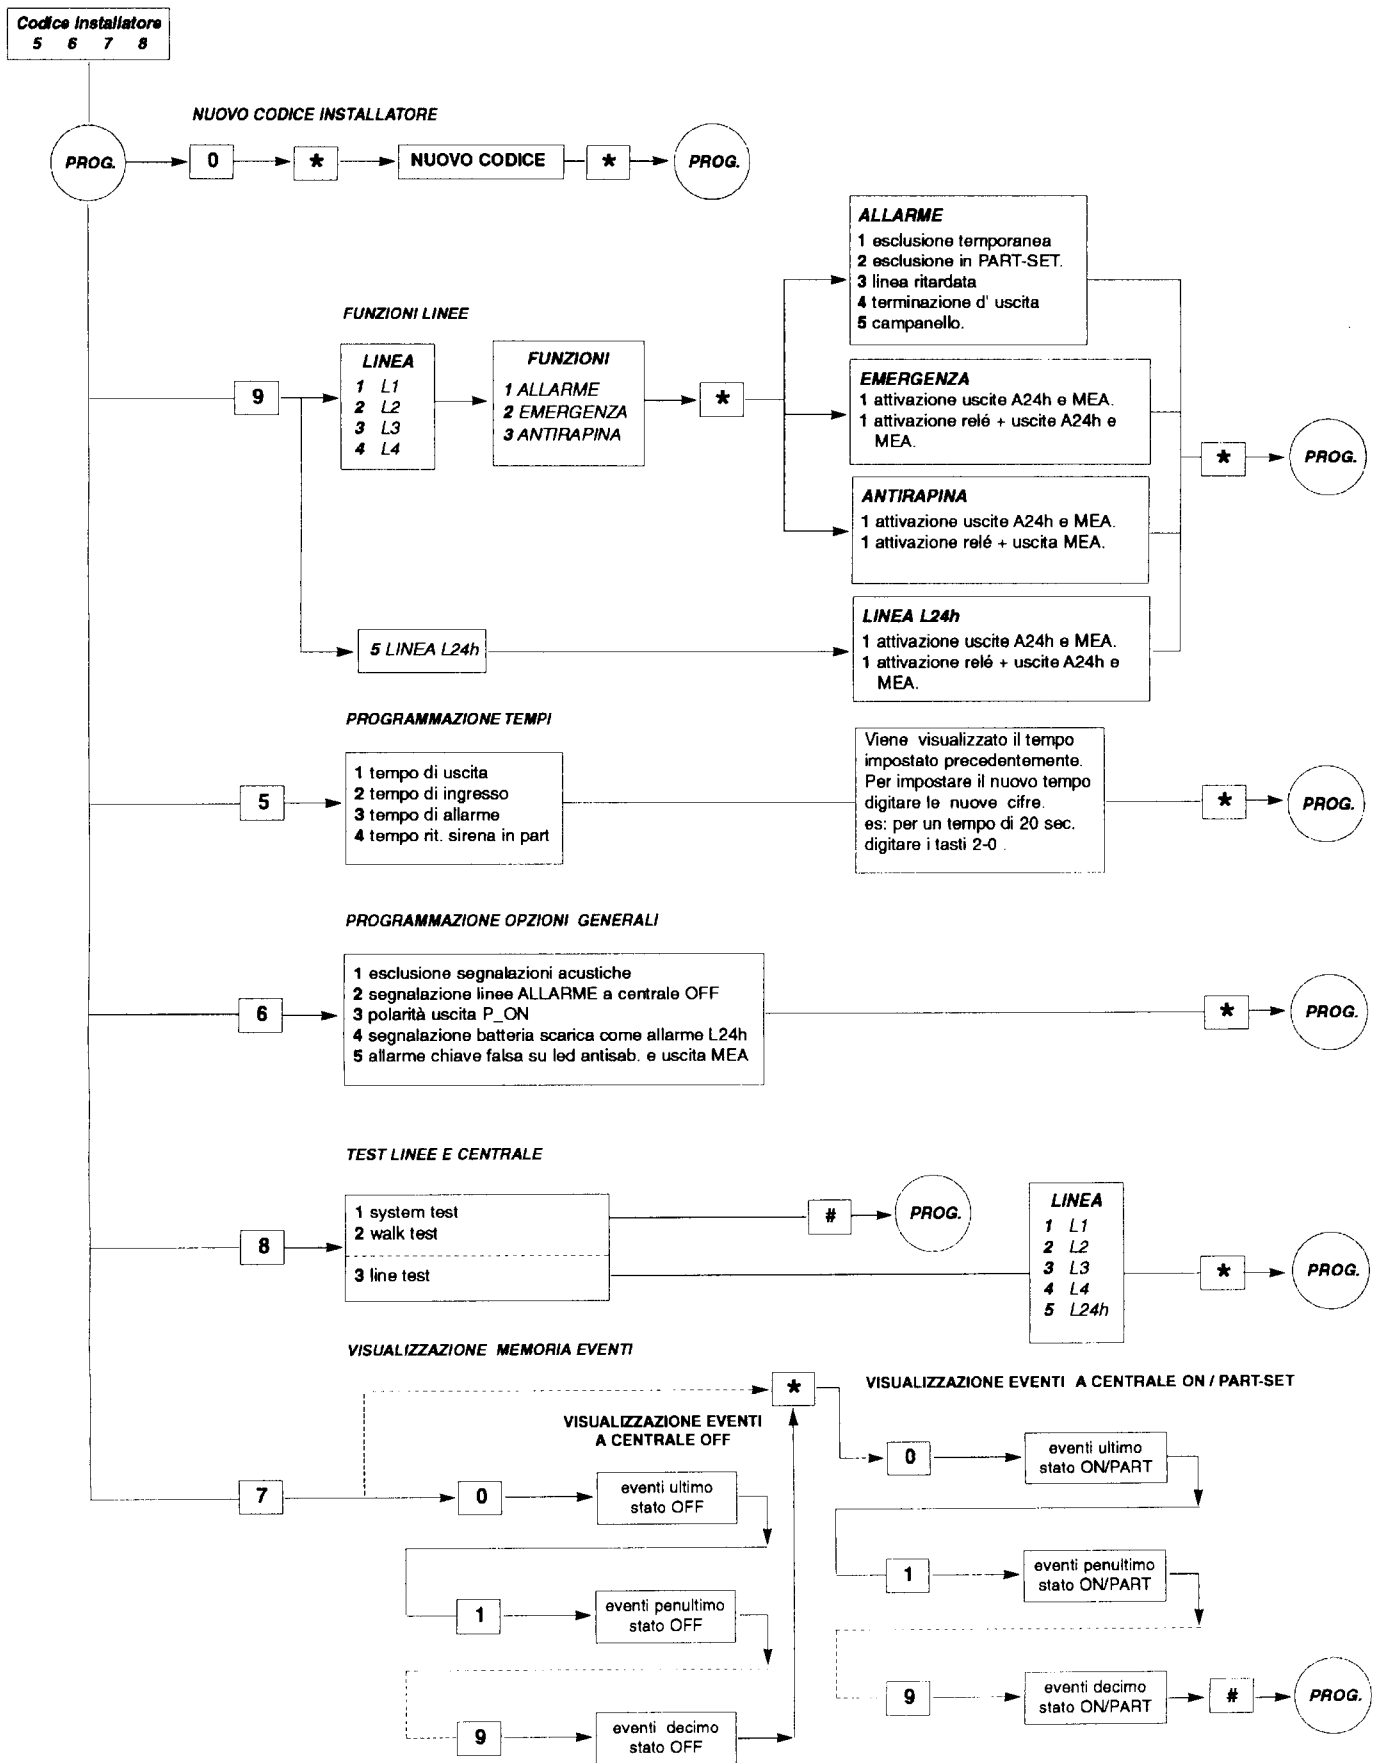 Codice Installatore
5 6 7 8
NUOVO CODICE INSTALLATORE
PROG.
0
*
NUOVO CODICE
*
PROG.
FUNZIONI LINEE
9
LINEA
1 L1
2 L2
3 L3
4 L4
FUNZIONI
1 ALLARME
2 EMERGENZA
3 ANTIRAPINA
*
ALLARME
1 esclusione temporanea
2 esclusione in PART-SET.
3 linea ritardata
4 terminazione d' uscita
5 campanello.
EMERGENZA
1 attivazione uscite A24h e MEA.
1 attivazione relé + uscite A24h e
MEA.
ANTIRAPINA
1 attivazione uscite A24h e MEA.
1 attivazione relé + uscita MEA.
*
PROG.
5 LINEA L24h
LINEA L24h
1 attivazione uscite A24h e MEA.
1 attivazione relé + uscite A24h e
MEA.
PROGRAMMAZIONE TEMPI
5
1 tempo di uscita
2 tempo di ingresso
3 tempo di allarme
4 tempo rit. sirena in part
Viene visualizzato il tempo
impostato precedentemente.
Per impostare il nuovo tempo
digitare le nuove cifre.
es: per un tempo di 20 sec.
digitare i tasti 2-0 .
*
PROG.
PROGRAMMAZIONE OPZIONI GENERALI
6
1 esclusione segnalazioni acustiche
2 segnalazione linee ALLARME a centrale OFF
3 polarità uscita P_ON
4 segnalazione batteria scarica come allarme L24h
5 allarme chiave falsa su led antisab. e uscita MEA
*
PROG.
TEST LINEE E CENTRALE
8
1 system test
2 walk test
3 line test
#
PROG.
LINEA
1 L1
2 L2
3 L3
4 L4
5 L24h
*
PROG.
VISUALIZZAZIONE MEMORIA EVENTI
7
*
VISUALIZZAZIONE EVENTI
A CENTRALE OFF
0
eventi ultimo
stato OFF
1
eventi penultimo
stato OFF
9
eventi decimo
stato OFF
VISUALIZZAZIONE EVENTI A CENTRALE ON / PART-SET
0
eventi ultimo
stato ON/PART
1
eventi penultimo
stato ON/PART
9
eventi decimo
stato ON/PART
#
PROG.